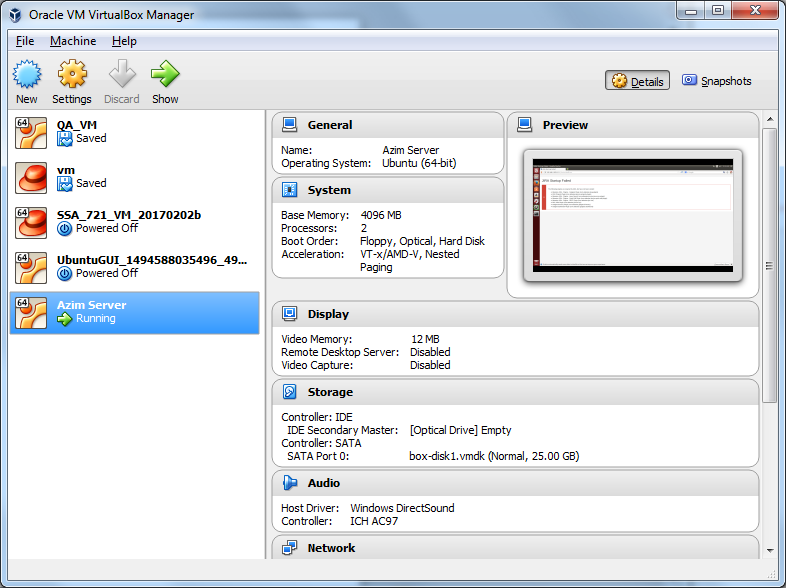 Oracle VM VirtualBox Manager
File Machine Help
New Settings Discard Show
Details Snapshots
64 QA_VM
Saved
vm
Saved
64 SSA_721_VM_20170202b
Powered Off
64 UbuntuGUI_1494588035496_49...
Powered Off
64 Azim Server
Running
General
Name: Azim Server
Operating System: Ubuntu (64-bit)
System
Base Memory: 4096 MB
Processors: 2
Boot Order: Floppy, Optical, Hard Disk
Acceleration: VT-x/AMD-V, Nested
Paging
Preview
Display
Video Memory: 12 MB
Remote Desktop Server: Disabled
Video Capture: Disabled
Storage
Controller: IDE
IDE Secondary Master: [Optical Drive] Empty
Controller: SATA
SATA Port 0: box-disk1.vmdk (Normal, 25.00 GB)
Audio
Host Driver: Windows DirectSound
Controller: ICH AC97
Network